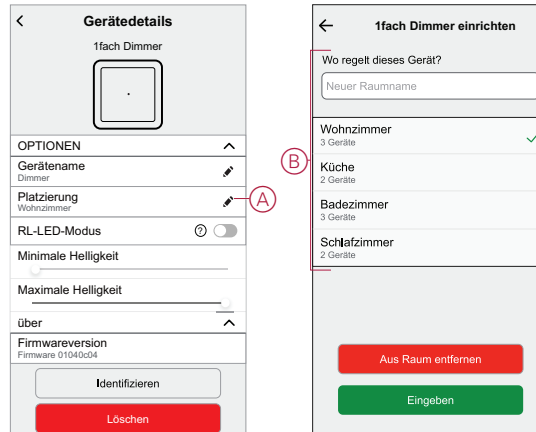 Gerätedetails
1fach Dimmer
OPTIONEN
Gerätename
Dimmer
Platzierung
Wohnzimmer
A
RL-LED-Modus
?
Minimale Helligkeit
Maximale Helligkeit
über
Firmwareversion
Firmware 01040c04
Identifizieren
Löschen
1fach Dimmer einrichten
Wo regelt dieses Gerät?
Neuer Raumname
B
Wohnzimmer
3 Geräte
Küche
2 Geräte
Badezimmer
3 Geräte
Schlafzimmer
2 Geräte
Aus Raum entfernen
Eingeben